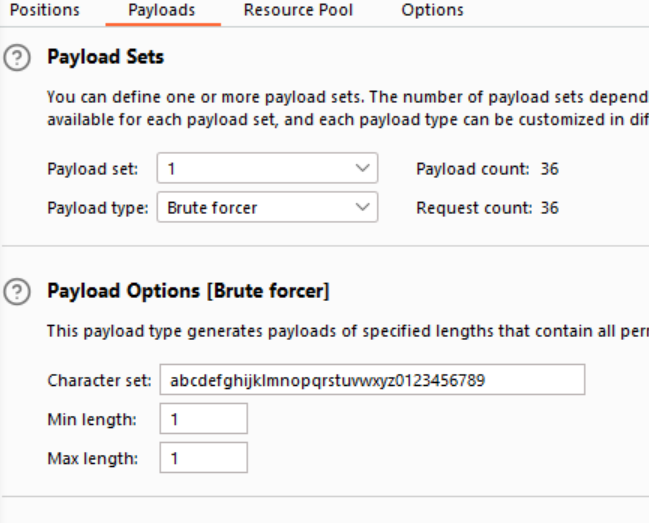 Positions Payloads Resource Pool Options
? Payload Sets
You can define one or more payload sets. The number of payload sets depend
available for each payload set, and each payload type can be customized in dif
Payload set: 1 Payload count: 36
Payload type: Brute forcer Request count: 36
? Payload Options [Brute forcer]
This payload type generates payloads of specified lengths that contain all per
Character set: abcdefghijklmnopqrstuvwxyz0123456789
Min length: 1
Max length: 1